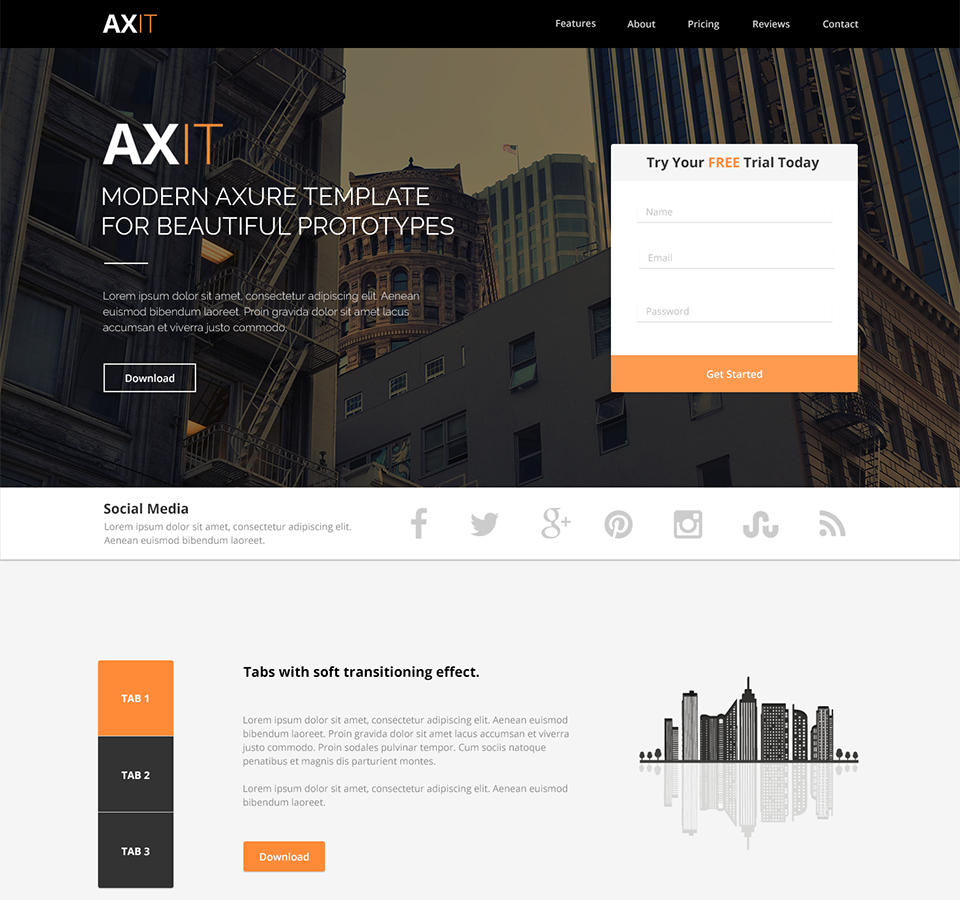 AXIT
Features
About
Pricing
Reviews
Contact
AXIT
MODERN AXURE TEMPLATE
FOR BEAUTIFUL PROTOTYPES
Lorem ipsum dolor sit amet, consectetur adipiscing elit. Aenean
euismod bibendum laoreet. Proin gravida dolor sit amet lacus
accumsan et viverra justo commodo.
Download
Try Your FREE Trial Today
Name
Email
Password
Get Started
Social Media
Lorem ipsum dolor sit amet, consectetur adipiscing elit.
Aenean euismod bibendum laoreet.
TAB 1
TAB 2
TAB 3
Tabs with soft transitioning effect.
Lorem ipsum dolor sit amet, consectetur adipiscing elit. Aenean euismod
bibendum laoreet. Proin gravida dolor sit amet lacus accumsan et viverra
justo commodo. Proin sodales pulvinar tempor. Cum sociis natoque
penatibus et magnis dis parturient montes.
Lorem ipsum dolor sit amet, consectetur adipiscing elit. Aenean euismod
bibendum laoreet.
Download